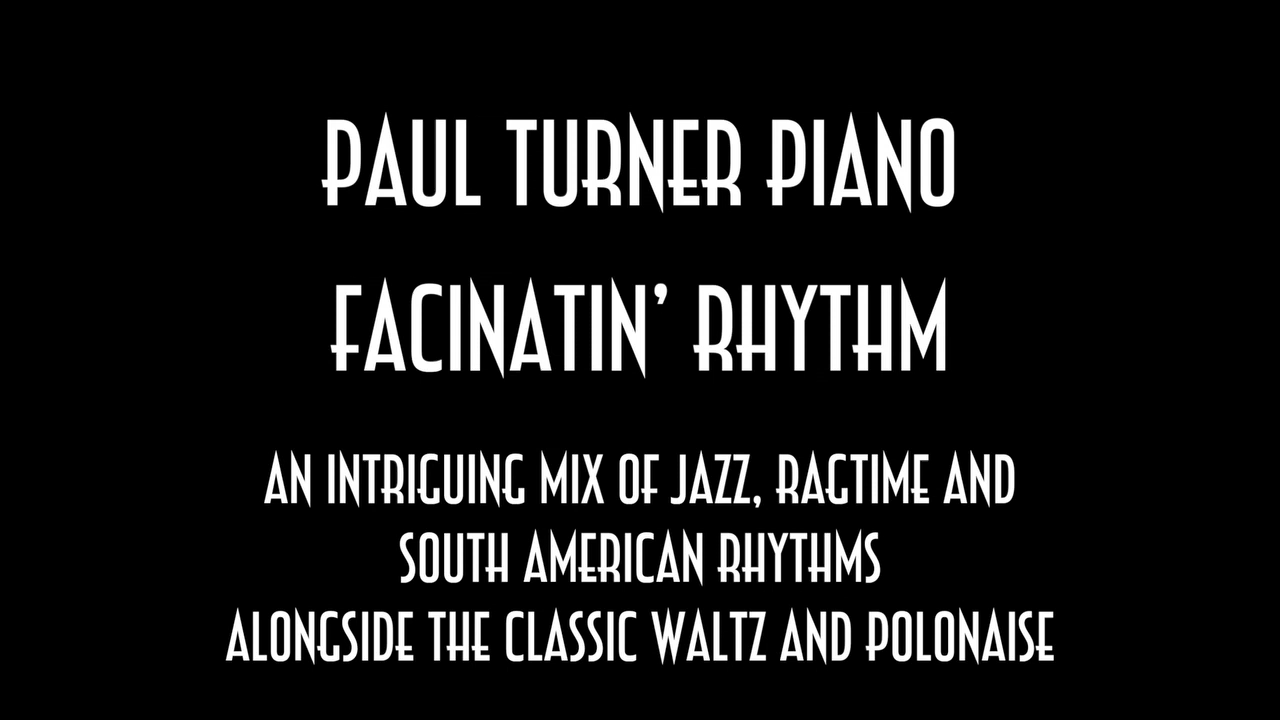 PAUL TURNER PIANO
FACINATIN' RHYTHM
AN INTRIGUING MIX OF JAZZ, RAGTIME AND
SOUTH AMERICAN RHYTHMS
ALONGSIDE THE CLASSIC WALTZ AND POLONAISE